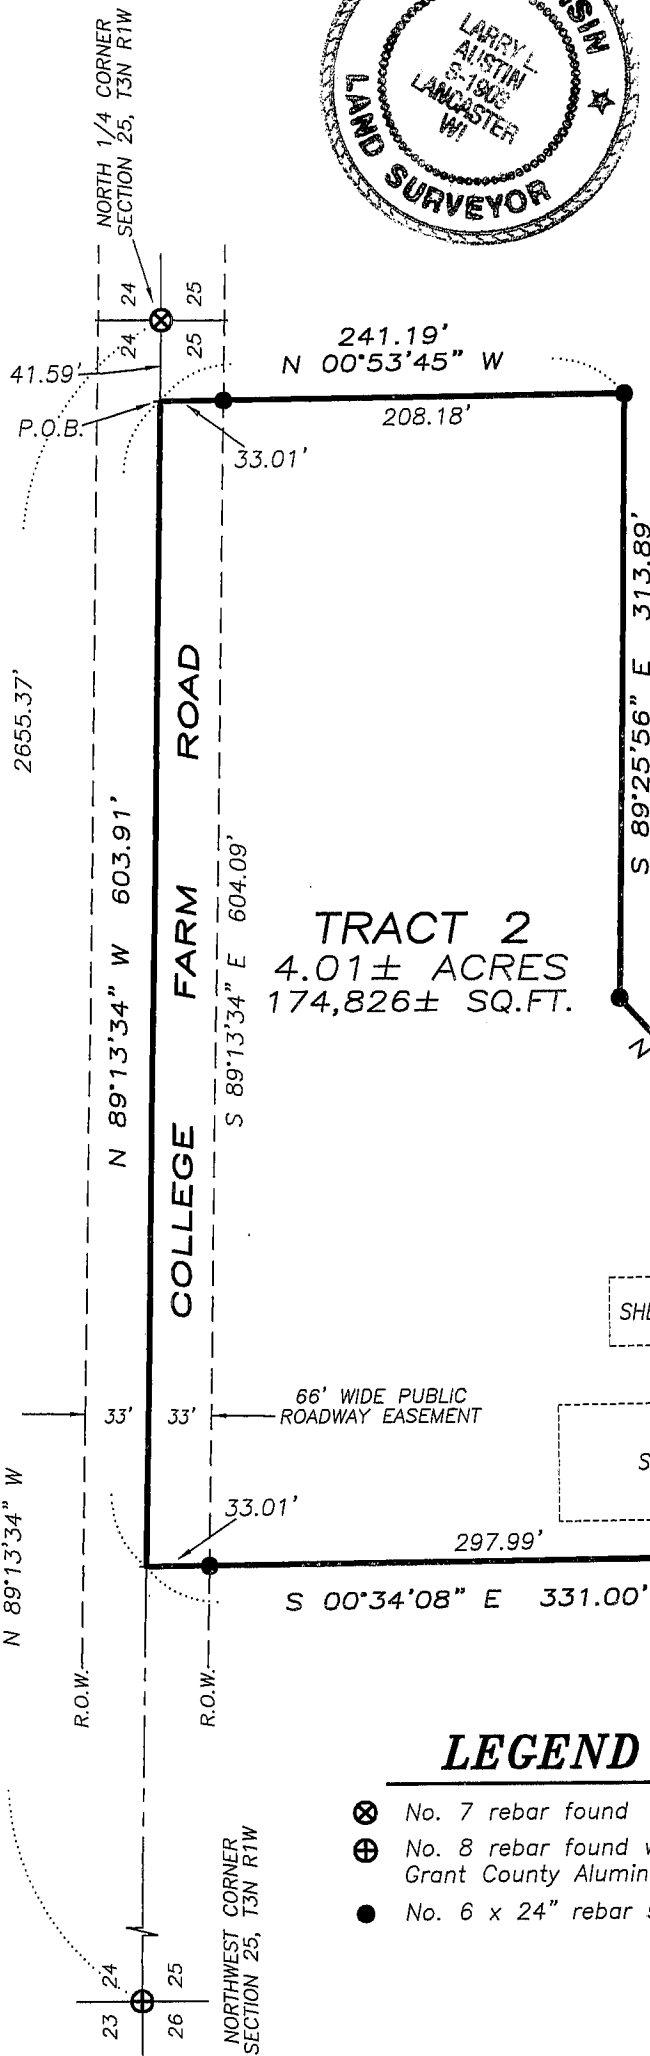 NORTH 1/4 CORNER
SECTION 25, T3N R1W
LARRY L.
AUSTIN
S-1903
LANCASTER
WI
LAND SURVEYOR
24
25
24
25
41.59'
P.O.B.
241.19'
N 00°53'45" W
208.18'
33.01'
S 89°25'56" E 313.89'
2655.37'
N 89°13'34" W 603.91'
COLLEGE FARM ROAD
S 89°13'34" E 604.09'
TRACT 2
4.01± ACRES
174,826± SQ.FT.
N
33'
33'
66' WIDE PUBLIC
ROADWAY EASEMENT
33.01'
297.99'
S 00°34'08" E 331.00'
N 89°13'34" W
R.O.W.
R.O.W.
LEGEND
No. 7 rebar found
No. 8 rebar found
Grant County
No. 6 x 24" rebar
NORTHWEST CORNER
SECTION 25, T3N R1W
24
25
23
26